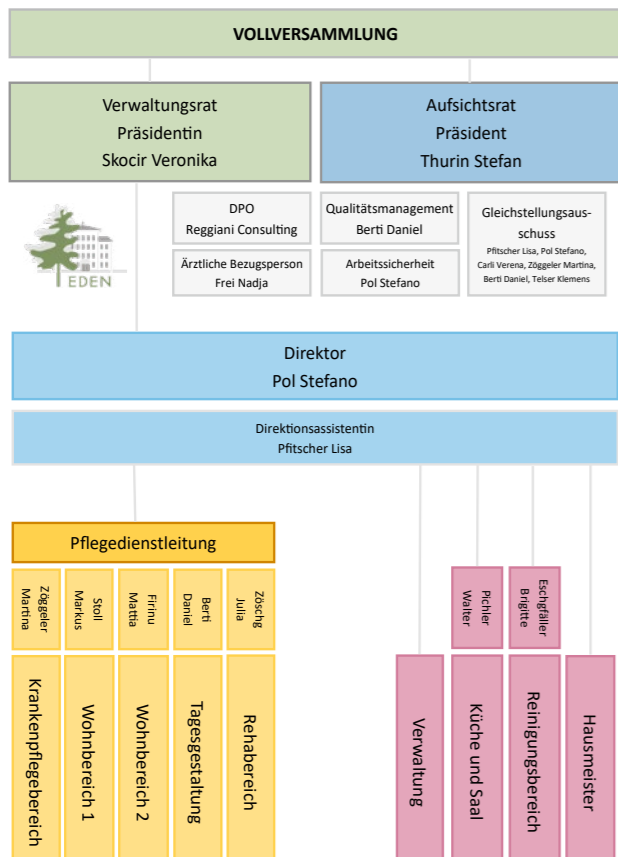 VOLLVERSAMMLUNG
Verwaltungsrat
Präsidentin
Skocir Veronika
Aufsichtsrat
Präsident
Thurin Stefan
EDEN
DPO
Reggiani Consulting
Qualitätsmanagement
Berti Daniel
Gleichstellungsaus-
schuss
Pfitscher Lisa, Pol Stefano,
Carli Verena, Zöggeler Martina,
Berti Daniel, Telser Klemens
Ärztliche Bezugsperson
Frei Nadja
Arbeitssicherheit
Pol Stefano
Direktor
Pol Stefano
Direktionsassistentin
Pfitscher Lisa
Pflegedienstleitung
Zöggeler
Martina
Stoll
Markus
Firinu
Mattia
Berti
Daniel
Zöschg
Julia
Pichler
Walter
Eschgfäller
Brigitte
Krankenpflegebereich
Wohnbereich 1
Wohnbereich 2
Tagesgestaltung
Rehabereich
Verwaltung
Küche und Saal
Reinigungsbereich
Hausmeister